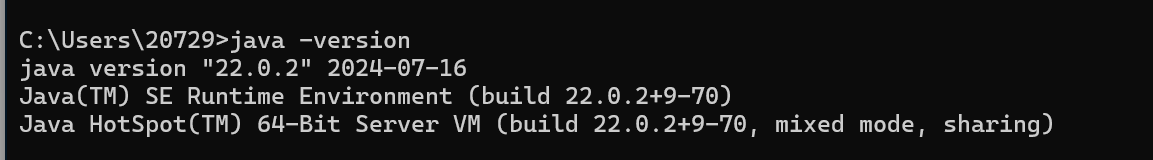 C:\Users\20729>java -version
java version "22.0.2" 2024-07-16
Java(TM) SE Runtime Environment (build 22.0.2+9-70)
Java HotSpot(TM) 64-Bit Server VM (build 22.0.2+9-70, mixed mode, sharing)